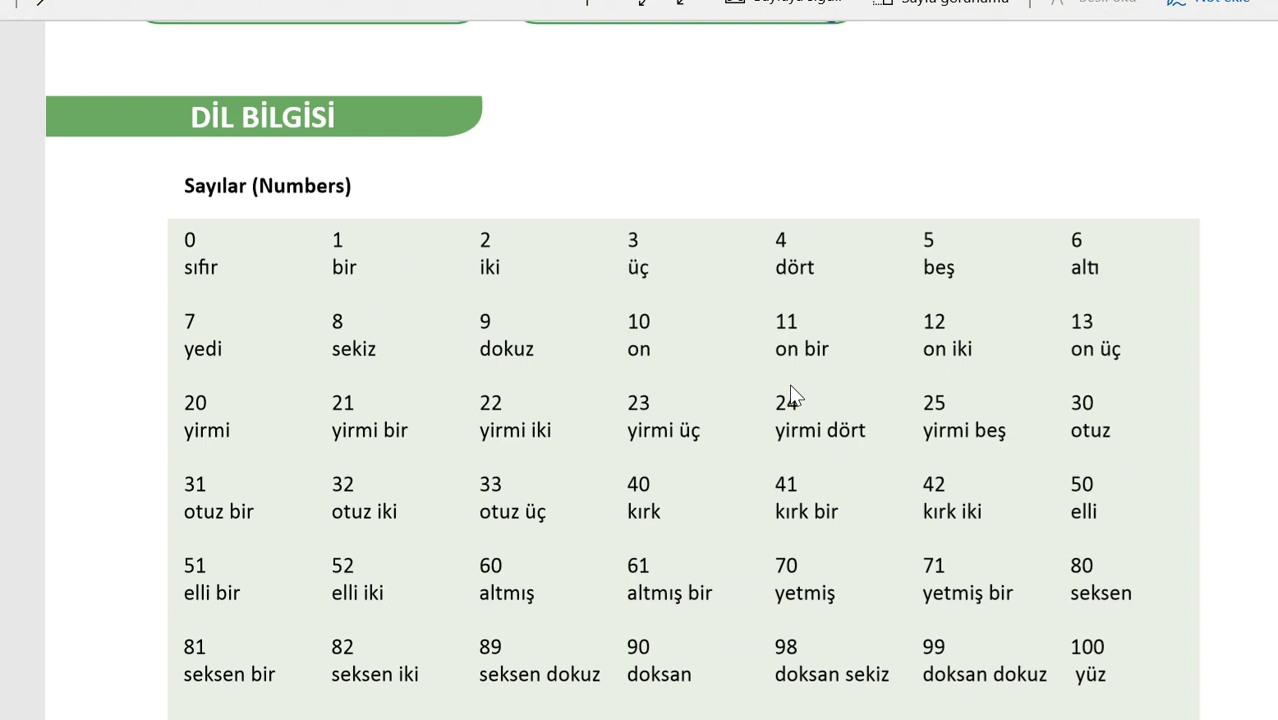 DİL BİLGİSİ
Sayılar (Numbers)
0 1 2 3 4 5 6
sıfır bir iki üç dört beş altı
7 8 9 10 11 12 13
yedi sekiz dokuz on on bir on iki on üç
20 21 22 23 24 25 30
yirmi yirmi bir yirmi iki yirmi üç yirmi dört yirmi beş otuz
31 32 33 40 41 42 50
otuz bir otuz iki otuz üç kırk kırk bir kırk iki elli
51 52 60 61 70 71 80
elli bir elli iki altmış altmış bir yetmiş yetmiş bir seksen
81 82 89 90 98 99 100
seksen bir seksen iki seksen dokuz doksan doksan sekiz doksan dokuz yüz